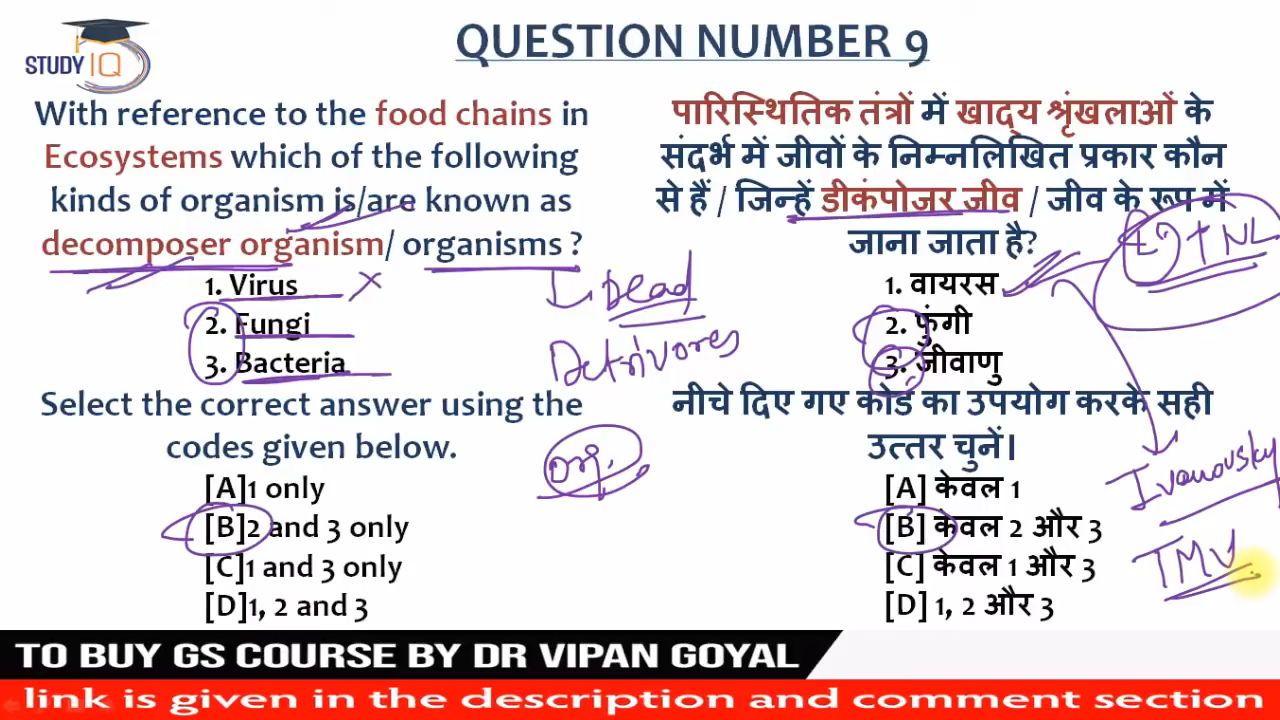 STUDY IQ
QUESTION NUMBER 9
With reference to the food chains in
Ecosystems which of the following
kinds of organism is/are known as
decomposer organism/ organisms ?
1. Virus
2. Fungi
3. Bacteria
Select the correct answer using the
codes given below.
[A]1 only
[B]2 and 3 only
[C]1 and 3 only
[D]1, 2 and 3
Dead
Detrivores
Org.
पारिस्थितिक तंत्रों में खाद्य श्रृंखलाओं के
संदर्भ में जीवों के निम्नलिखित प्रकार कौन
से हैं / जिन्हें डीकंपोजर जीव / जीव के रूप में
जाना जाता है?
1. वायरस
2. फुंगी
3. जीवाणु
नीचे दिए गए कोड का उपयोग करके सही
उत्तर चुनें।
[A] केवल 1
[B] केवल 2 और 3
[C] केवल 1 और 3
[D] 1, 2 और 3
L + NL
Ivanousky
TMV
TO BUY GS COURSE BY DR VIPAN GOYAL
link is given in the description and comment section